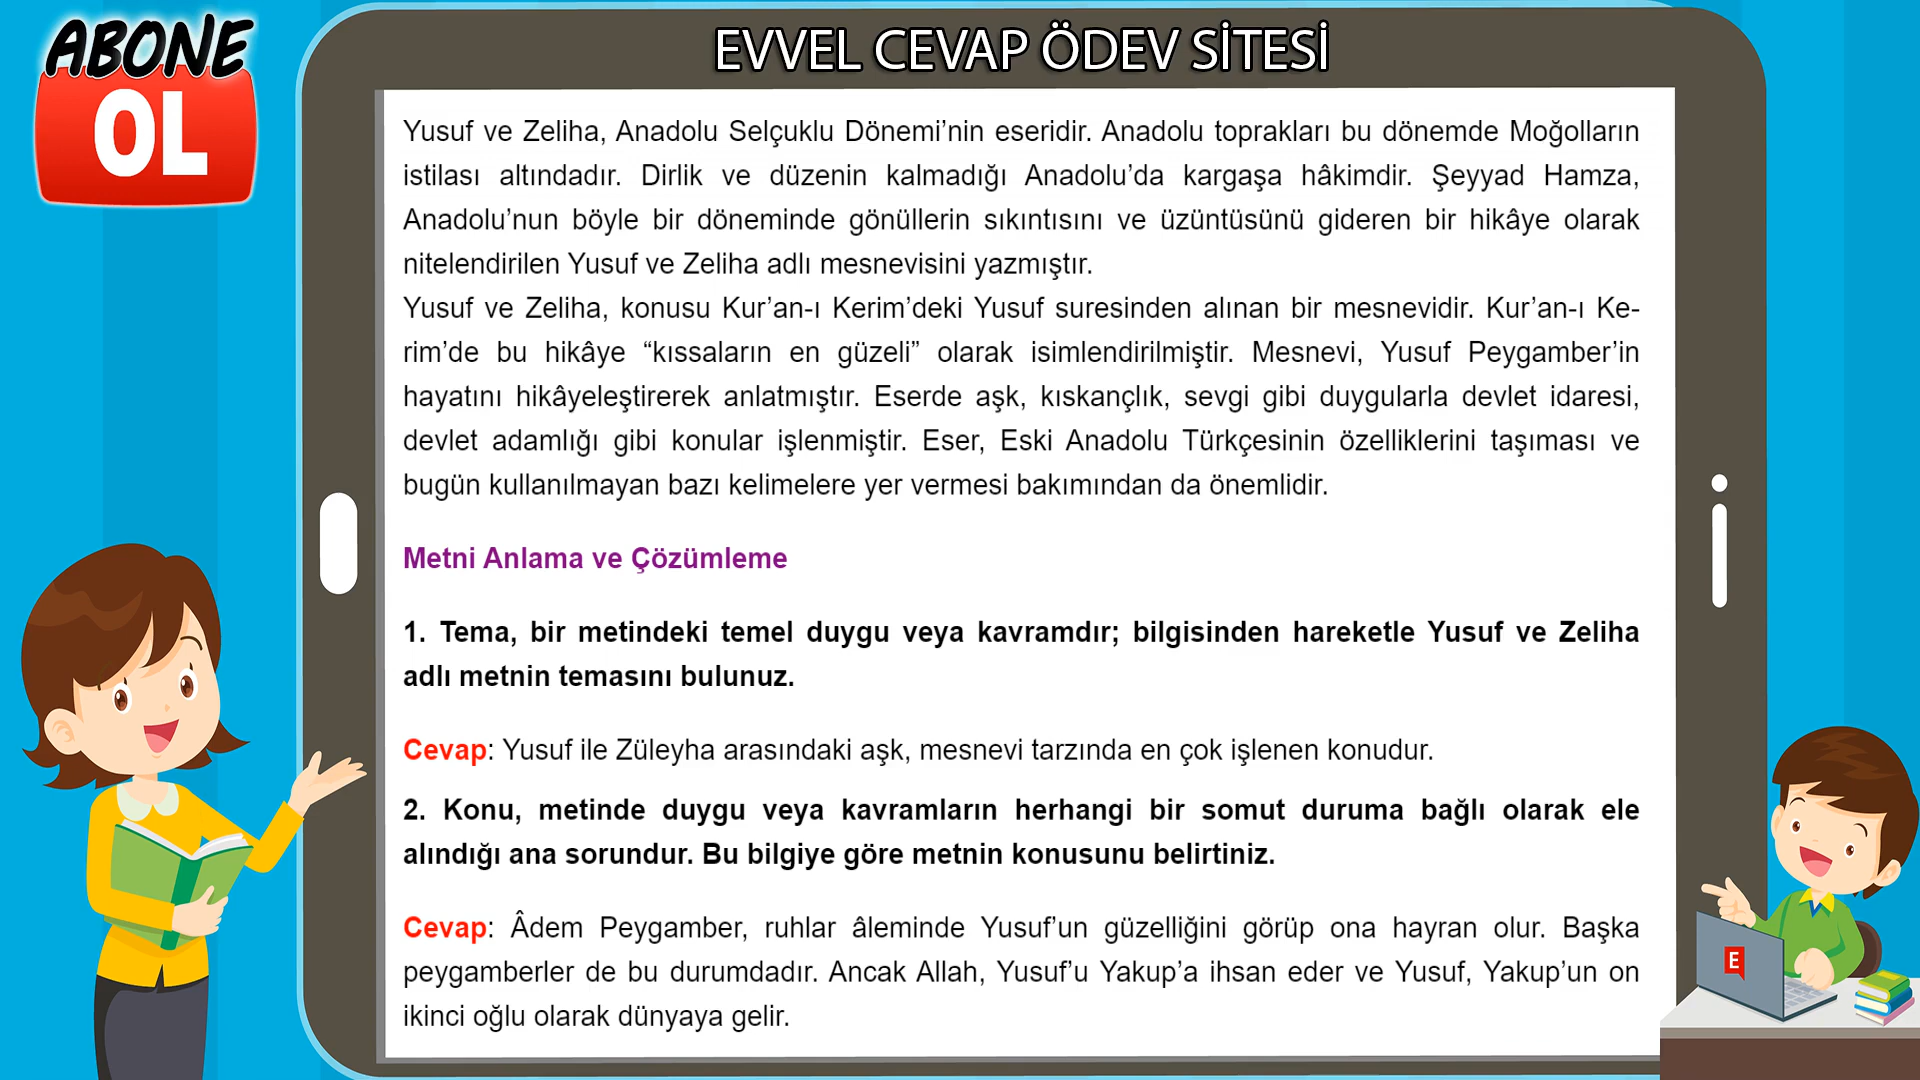 ABONE
OL
EVVEL CEVAP ÖDEV SİTESİ
Yusuf ve Zeliha, Anadolu Selçuklu Dönemi’nin eseridir. Anadolu toprakları bu dönemde Moğolların
istilası altındadır. Dirlik ve düzenin kalmadığı Anadolu’da kargaşa hâkimdir. Şeyyad Hamza,
Anadolu’nun böyle bir döneminde gönüllerin sıkıntısını ve üzüntüsünü gideren bir hikâye olarak
nitelendirilen Yusuf ve Zeliha adlı mesnevisini yazmıştır.
Yusuf ve Zeliha, konusu Kur’an-ı Kerim’deki Yusuf suresinden alınan bir mesnevidir. Kur’an-ı Ke-
rim’de bu hikâye “kıssaların en güzeli” olarak isimlendirilmiştir. Mesnevi, Yusuf Peygamber’in
hayatını hikâyeleştirerek anlatmıştır. Eserde aşk, kıskançlık, sevgi gibi duygularla devlet idaresi,
devlet adamlığı gibi konular işlenmiştir. Eser, Eski Anadolu Türkçesinin özelliklerini taşıması ve
bugün kullanılmayan bazı kelimelere yer vermesi bakımından da önemlidir.
Metni Anlama ve Çözümleme
1. Tema, bir metindeki temel duygu veya kavramdır; bilgisinden hareketle Yusuf ve Zeliha
adlı metnin temasını bulunuz.
Cevap: Yusuf ile Züleyha arasındaki aşk, mesnevi tarzında en çok işlenen konudur.
2. Konu, metinde duygu veya kavramların herhangi bir somut duruma bağlı olarak ele
alındığı ana sorundur. Bu bilgiye göre metnin konusunu belirtiniz.
Cevap: Âdem Peygamber, ruhlar âleminde Yusuf’un güzelliğini görüp ona hayran olur. Başka
peygamberler de bu durumdadır. Ancak Allah, Yusuf’u Yakup’a ihsan eder ve Yusuf, Yakup’un on
ikinci oğlu olarak dünyaya gelir.
E